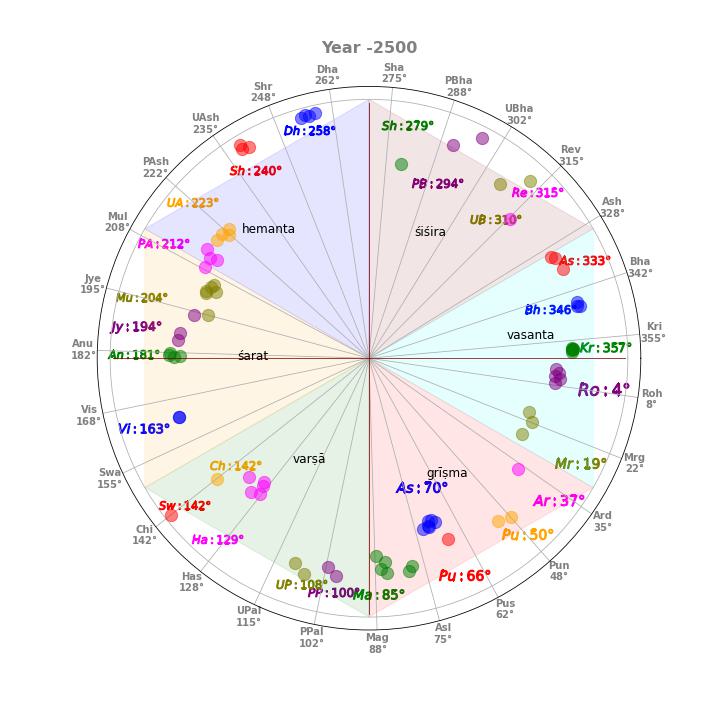 Year -2500
Sha
275°
PBha
288°
UBha
302°
Rev
315°
Ash
328°
Bha
342°
Kri
355°
Roh
8°
Mrg
22°
Ard
35°
Pun
48°
Pus
62°
Asl
75°
Mag
88°
PPal
102°
UPal
115°
Has
128°
Chi
142°
Swa
155°
Vis
168°
Anu
182°
Jye
195°
Mul
208°
PAsh
222°
UAsh
235°
Shr
248°
Dha
262°
Sh:279°
PB:294°
UB:310°
Re:315°
As:333°
Bh:346°
Kr:357°
Ro:4°
Mr:19°
Ar:37°
Pu:50°
Pu:66°
As:70°
Ma:85°
PP:100°
UP:108°
Ha:129°
Ch:142°
Sw:142°
Vi:163°
An:181°
Jy:194°
Mu:204°
PA:212°
UA:223°
Sh:240°
Dh:258°
śiśira
vasanta
grīsma
varṣā
śarat
hemanta